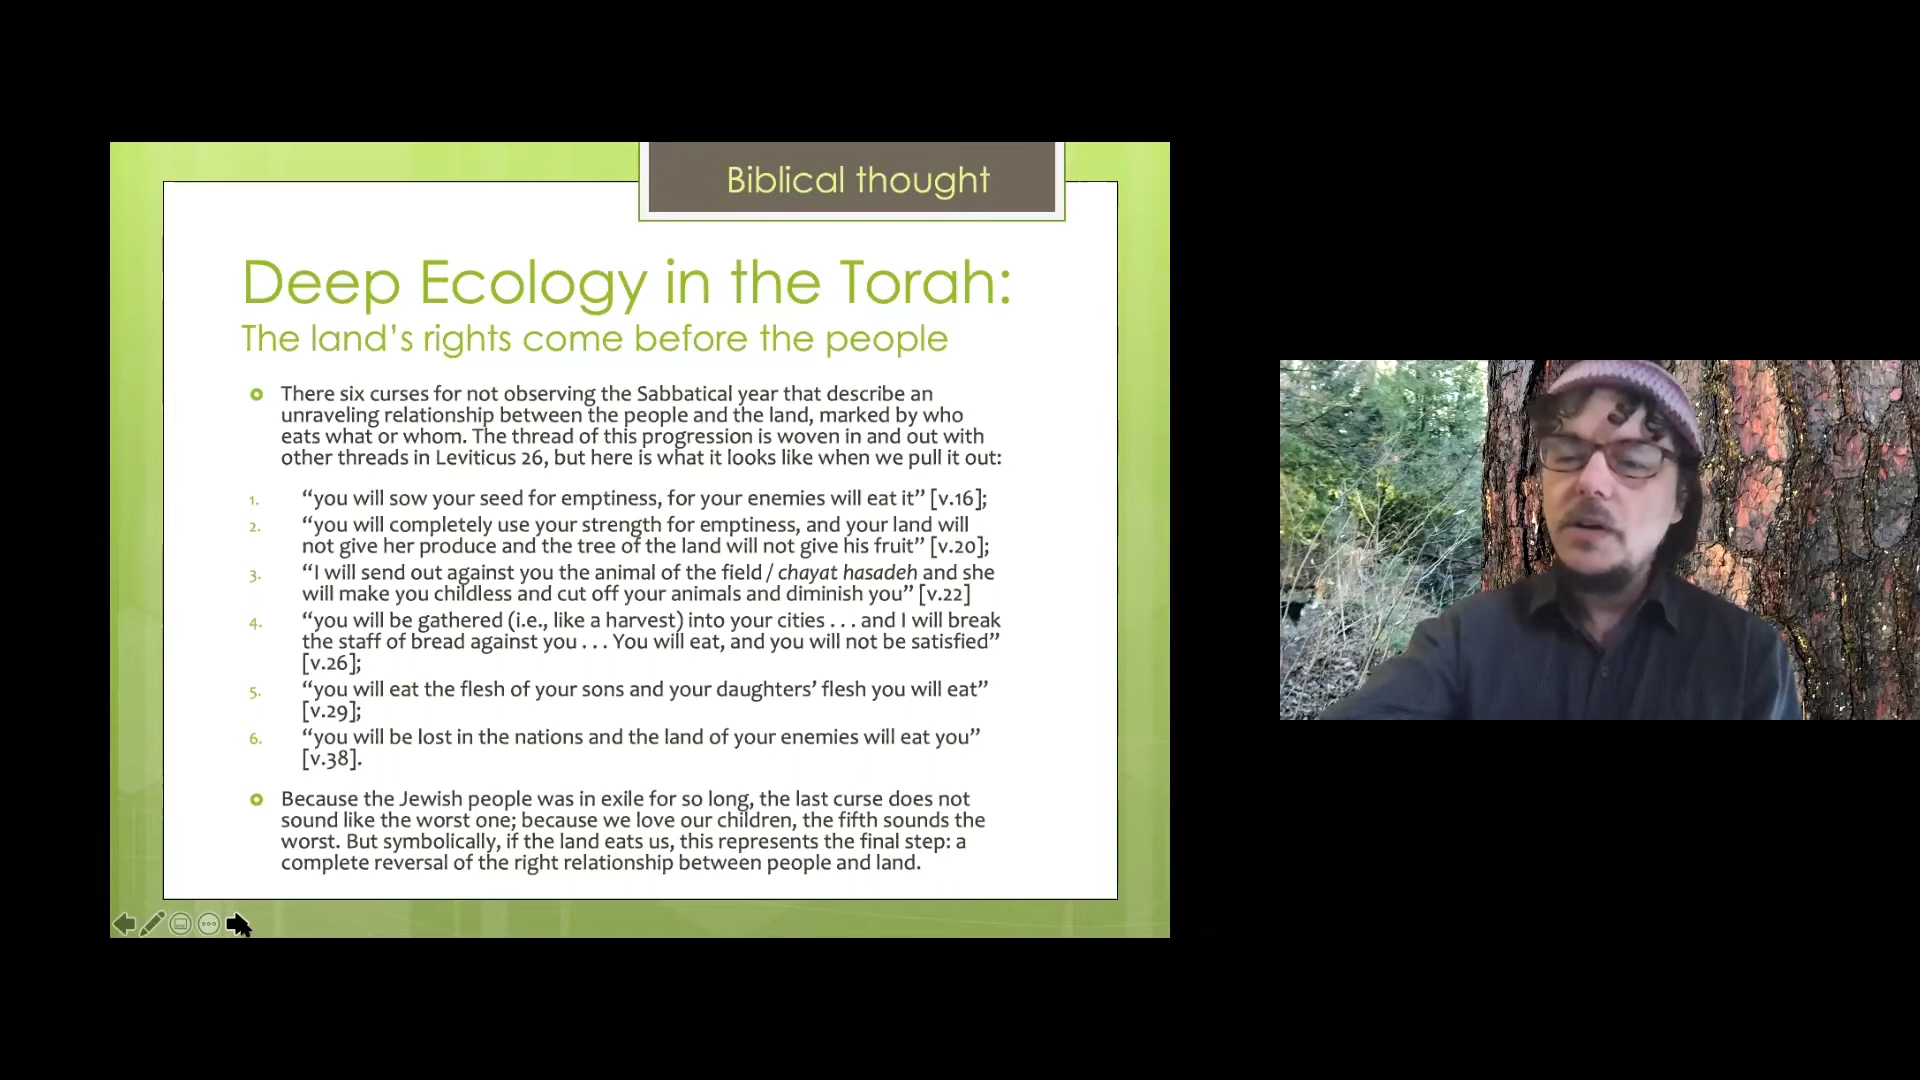 Biblical thought
Deep Ecology in the Torah:
The land's rights come before the people
There six curses for not observing the Sabbatical year that describe an
unraveling relationship between the people and the land, marked by who
eats what or whom. The thread of this progression is woven in and out with
other threads in Leviticus 26, but here is what it looks like when we pull it out:
1. “you will sow your seed for emptiness, for your enemies will eat it” [v.16];
2. “you will completely use your strength for emptiness, and your land will
not give her produce and the tree of the land will not give his fruit” [v.20];
3. “I will send out against you the animal of the field / chayat hasadeh and she
will make you childless and cut off your animals and diminish you” [v.22]
4. “you will be gathered (i.e., like a harvest) into your cities . . . and I will break
the staff of bread against you . . . You will eat, and you will not be satisfied”
[v.26];
5. “you will eat the flesh of your sons and your daughters’ flesh you will eat”
[v.29];
6. “you will be lost in the nations and the land of your enemies will eat you”
[v.38].
Because the Jewish people was in exile for so long, the last curse does not
sound like the worst one; because we love our children, the fifth sounds the
worst. But symbolically, if the land eats us, this represents the final step: a
complete reversal of the right relationship between people and land.